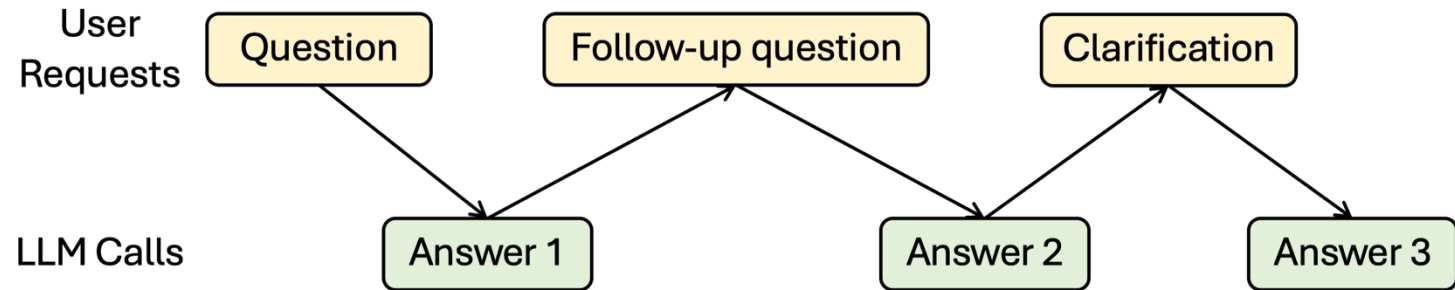 User
Requests
Question
Follow-up question
Clarification
LLM Calls
Answer 1
Answer 2
Answer 3